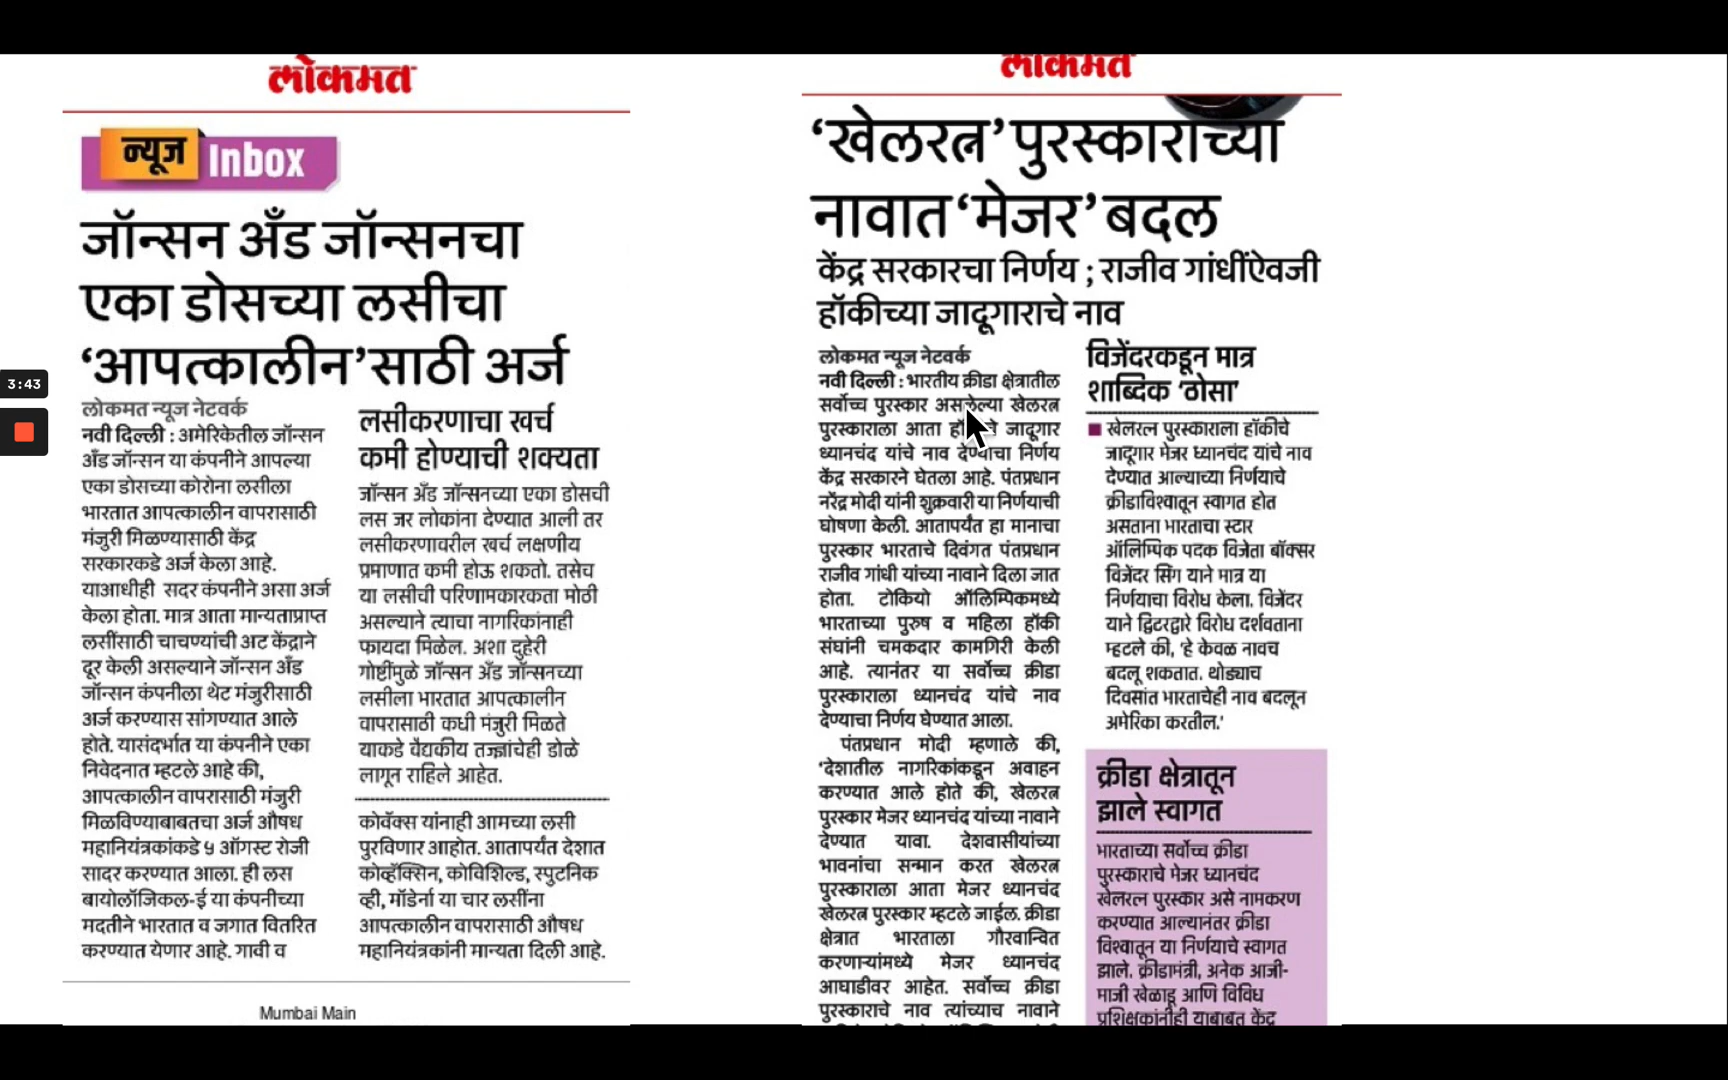 लोकमत
न्यूज Inbox
जॉन्सन अँड जॉन्सनचा
एका डोसच्या लसीचा
‘आपत्कालीन’साठी अर्ज
लोकमत न्यूज नेटवर्क
नवी दिल्ली : अमेरिकेतील जॉन्सन
अँड जॉन्सन या कंपनीने आपल्या
एका डोसच्या कोरोना लसीला
भारतात आपत्कालीन वापरासाठी
मंजुरी मिळण्यासाठी केंद्र
सरकारकडे अर्ज केला आहे.
याआधीही सदर कंपनीने असा अर्ज
केला होता. मात्र आता मान्यताप्राप्त
लसींसाठी चाचण्यांची अट केंद्राने
दूर केली असल्याने जॉन्सन अँड
जॉन्सन कंपनीला थेट मंजुरीसाठी
अर्ज करण्यास सांगण्यात आले
होते. यासंदर्भात या कंपनीने एका
निवेदनात म्हटले आहे की,
आपत्कालीन वापरासाठी मंजुरी
मिळविण्याबाबतचा अर्ज औषध
महानियंत्रकांकडे ५ ऑगस्ट रोजी
सादर करण्यात आला. ही लस
बायोलॉजिकल-ई या कंपनीच्या
मदतीने भारतात व जगात वितरित
करण्यात येणार आहे. गावी व
लसीकरणाचा खर्च
कमी होण्याची शक्यता
जॉन्सन अँड जॉन्सनच्या एका डोसची
लस जर लोकांना देण्यात आली तर
लसीकरणावरील खर्च लक्षणीय
प्रमाणात कमी होऊ शकतो. तसेच
या लसीची परिणामकारकता मोठी
असल्याने त्याचा नागरिकांनाही
फायदा मिळेल. अशा दुहेरी
गोष्टींमुळे जॉन्सन अँड जॉन्सनच्या
लसीला भारतात आपत्कालीन
वापरासाठी कधी मंजुरी मिळते
याकडे वैद्यकीय तज्ज्ञांचेही डोळे
लागून राहिले आहेत.
कोवॅक्स यांनाही आमच्या लसी
पुरविणार आहोत. आतापर्यंत देशात
कोव्हॅक्सिन, कोविशिल्ड, स्पुटनिक
व्ही, मॉडेर्ना या चार लसींना
आपत्कालीन वापरासाठी औषध
महानियंत्रकांनी मान्यता दिली आहे.
Mumbai Main
लोकमत
‘खेलरत्न’ पुरस्काराच्या
नावात ‘मेजर’ बदल
केंद्र सरकारचा निर्णय ; राजीव गांधींऐवजी
हॉकीच्या जादूगाराचे नाव
लोकमत न्यूज नेटवर्क
नवी दिल्ली : भारतीय क्रीडा क्षेत्रातील
सर्वोच्च पुरस्कार असलेल्या खेलरत्न
पुरस्काराला आता जादूगार
ध्यानचंद यांचे नाव देण्याचा निर्णय
केंद्र सरकारने घेतला आहे. पंतप्रधान
नरेंद्र मोदी यांनी शुक्रवारी या निर्णयाची
घोषणा केली. आतापर्यंत हा मानाचा
पुरस्कार भारताचे दिवंगत पंतप्रधान
राजीव गांधी यांच्या नावाने दिला जात
होता. टोकियो ऑलिम्पिकमध्ये
भारताच्या पुरुष व महिला हॉकी
संघांनी चमकदार कामगिरी केली
आहे. त्यानंतर या सर्वोच्च क्रीडा
पुरस्काराला ध्यानचंद यांचे नाव
देण्याचा निर्णय घेण्यात आला.
पंतप्रधान मोदी म्हणाले की,
‘देशातील नागरिकांकडून अवाहन
करण्यात आले होते की, खेलरत्न
पुरस्कार मेजर ध्यानचंद यांच्या नावाने
देण्यात यावा. देशवासीयांच्या
भावनांचा सन्मान करत खेलरत्न
पुरस्काराला आता मेजर ध्यानचंद
खेलरत्न पुरस्कार म्हटले जाईल. क्रीडा
क्षेत्रात भारताला गौरवान्वित
करणाऱ्यांमध्ये मेजर ध्यानचंद
आघाडीवर आहेत. सर्वोच्च क्रीडा
पुरस्काराचे नाव त्यांच्याच नावाने
विजेंदरकडून मात्र
शाब्दिक ‘ठोसा’
खेलरत्न पुरस्काराला हॉकीचे
जादूगार मेजर ध्यानचंद यांचे नाव
देण्यात आल्याच्या निर्णयाचे
क्रीडाविश्वातून स्वागत होत
असताना भारताचा स्टार
ऑलिम्पिक पदक विजेता बॉक्सर
विजेंदर सिंग याने मात्र या
निर्णयाचा विरोध केला. विजेंदर
याने ट्विटरद्वारे विरोध दर्शवताना
म्हटले की, ‘हे केवळ नावच
बदलू शकतात. थोड्याच
दिवसांत भारताचेही नाव बदलून
अमेरिका करतील.’
क्रीडा क्षेत्रातून
झाले स्वागत
भारताच्या सर्वोच्च क्रीडा
पुरस्काराचे मेजर ध्यानचंद
खेलरत्न पुरस्कार असे नामकरण
करण्यात आल्यानंतर क्रीडा
विश्वातून या निर्णयाचे स्वागत
झाले. क्रीडामंत्री, अनेक आजी-
माजी खेळाडू आणि विविध
प्रशिक्षकांनीही याबाबत केंद्र
3:43